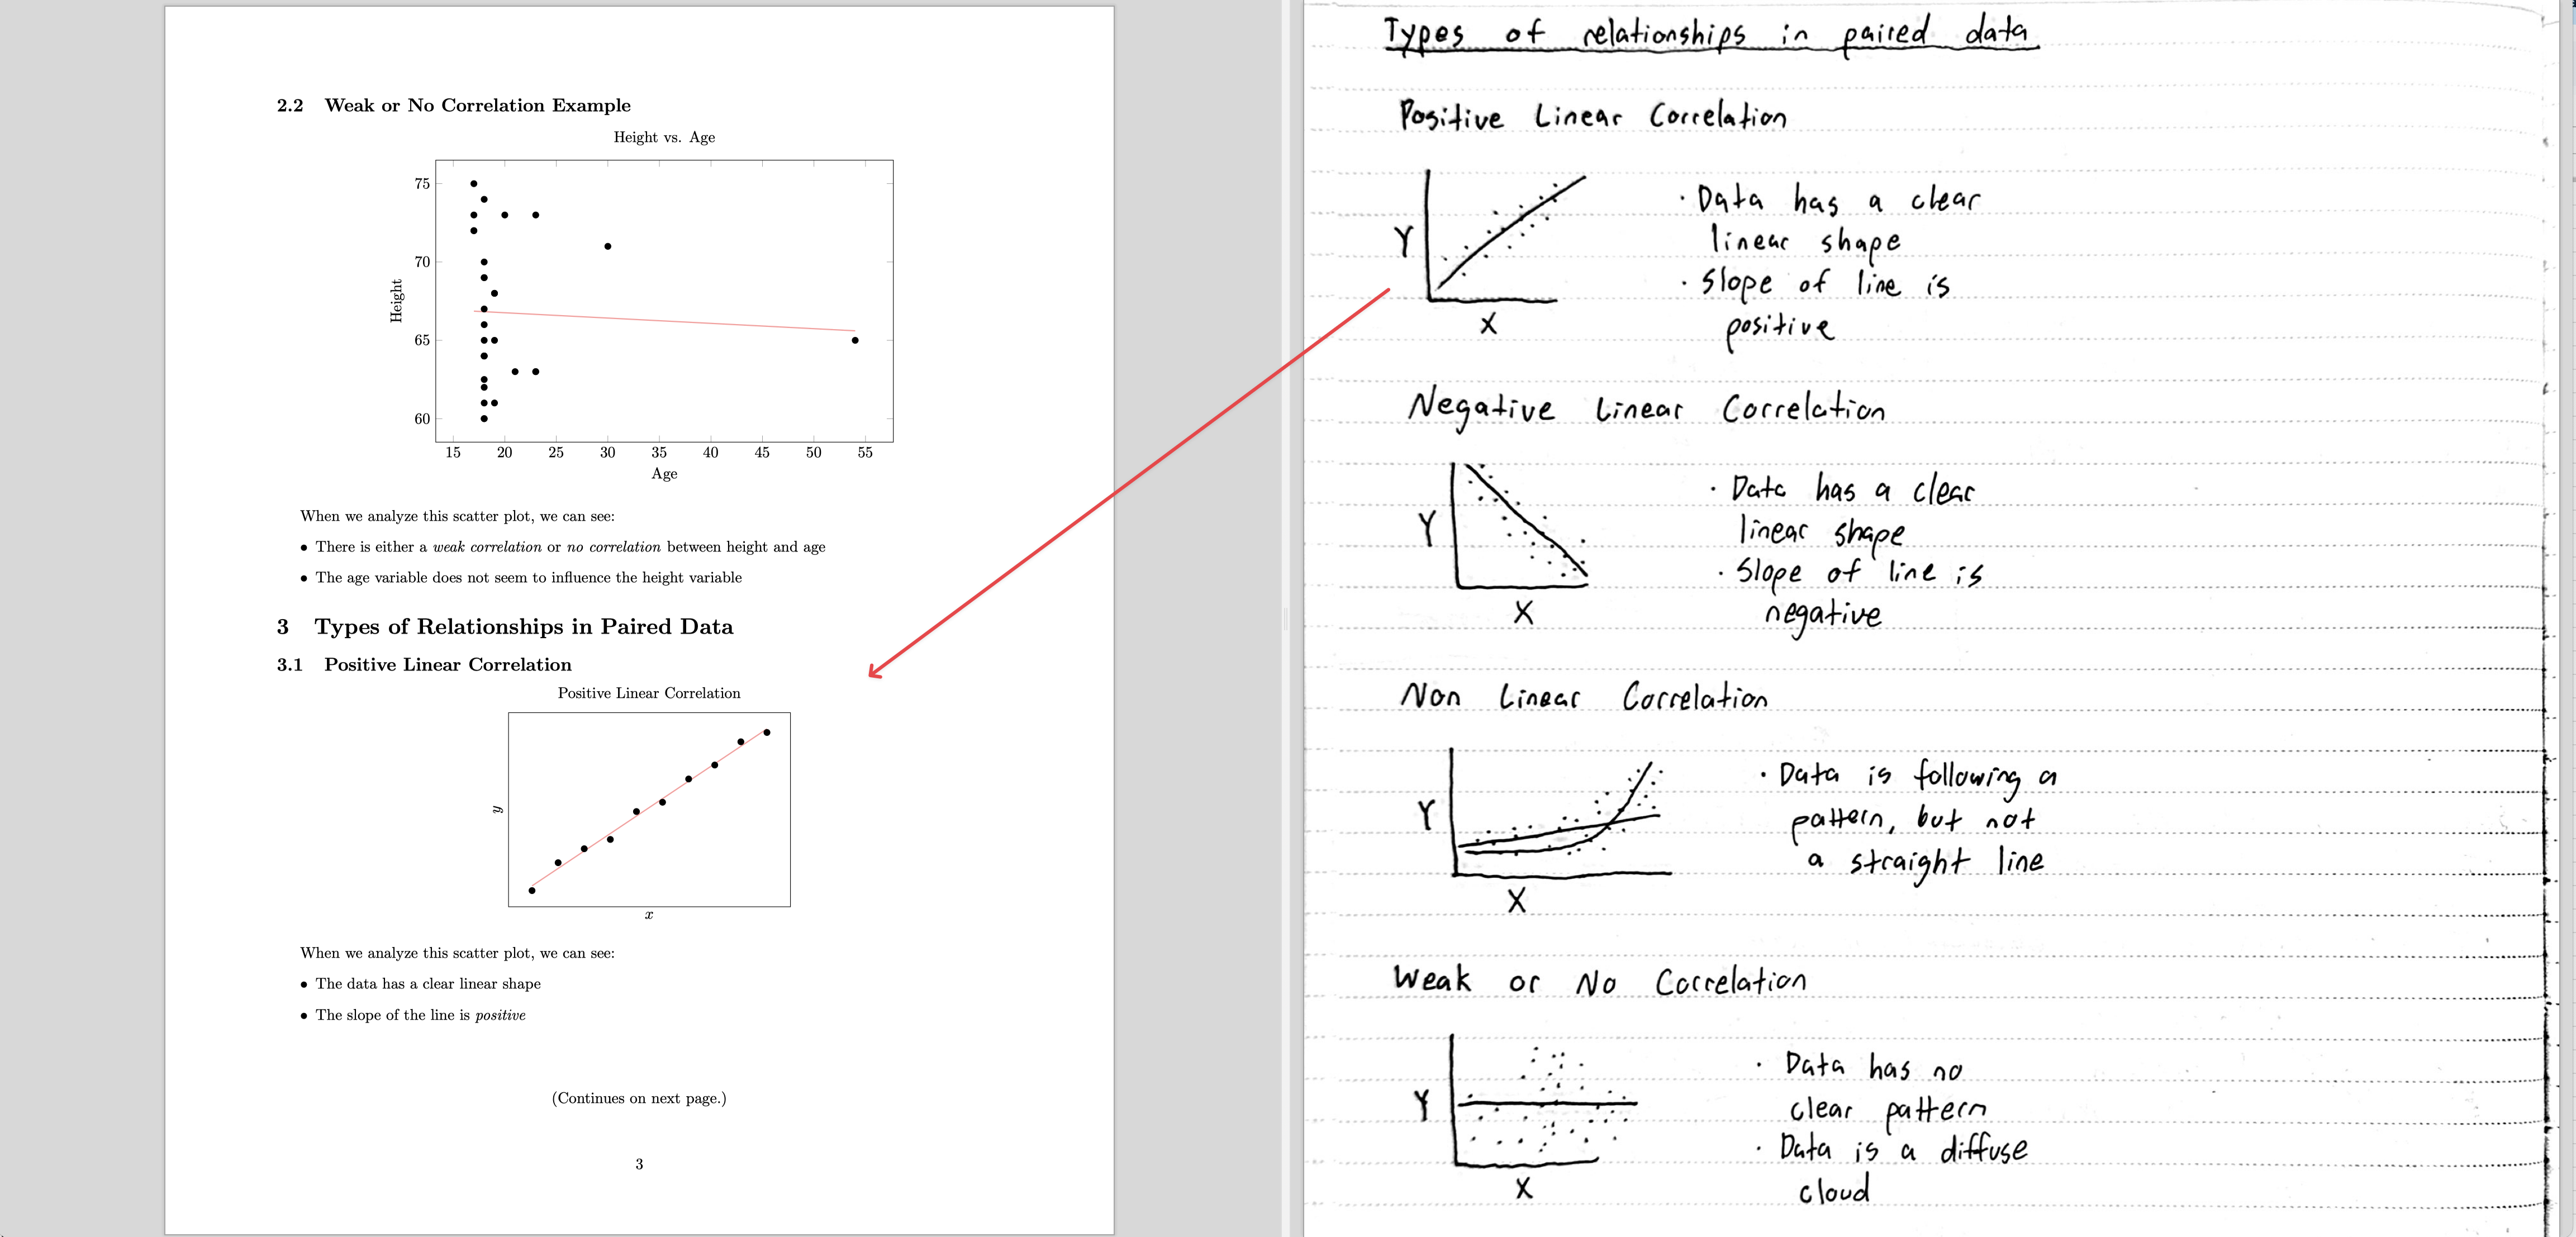 2.2 Weak or No Correlation Example
Height vs. Age
75
70
65
60
Height
15 20 25 30 35 40 45 50 55
Age
When we analyze this scatter plot, we can see:
• There is either a weak correlation or no correlation between height and age
• The age variable does not seem to influence the height variable
3 Types of Relationships in Paired Data
3.1 Positive Linear Correlation
Positive Linear Correlation
y
x
When we analyze this scatter plot, we can see:
• The data has a clear linear shape
• The slope of the line is positive
(Continues on next page.)
3
Types of relationships in paired data
Positive Linear Correlation
Y
X
· Data has a clear
linear shape
· Slope of line is
positive
Negative Linear Correlation
Y
X
· Data has a clear
linear shape
· Slope of line is
negative
Non Linear Correlation
Y
X
· Data is following a
pattern, but not
a straight line
Weak or No Correlation
Y
X
· Data has no
clear pattern
· Data is a diffuse
cloud